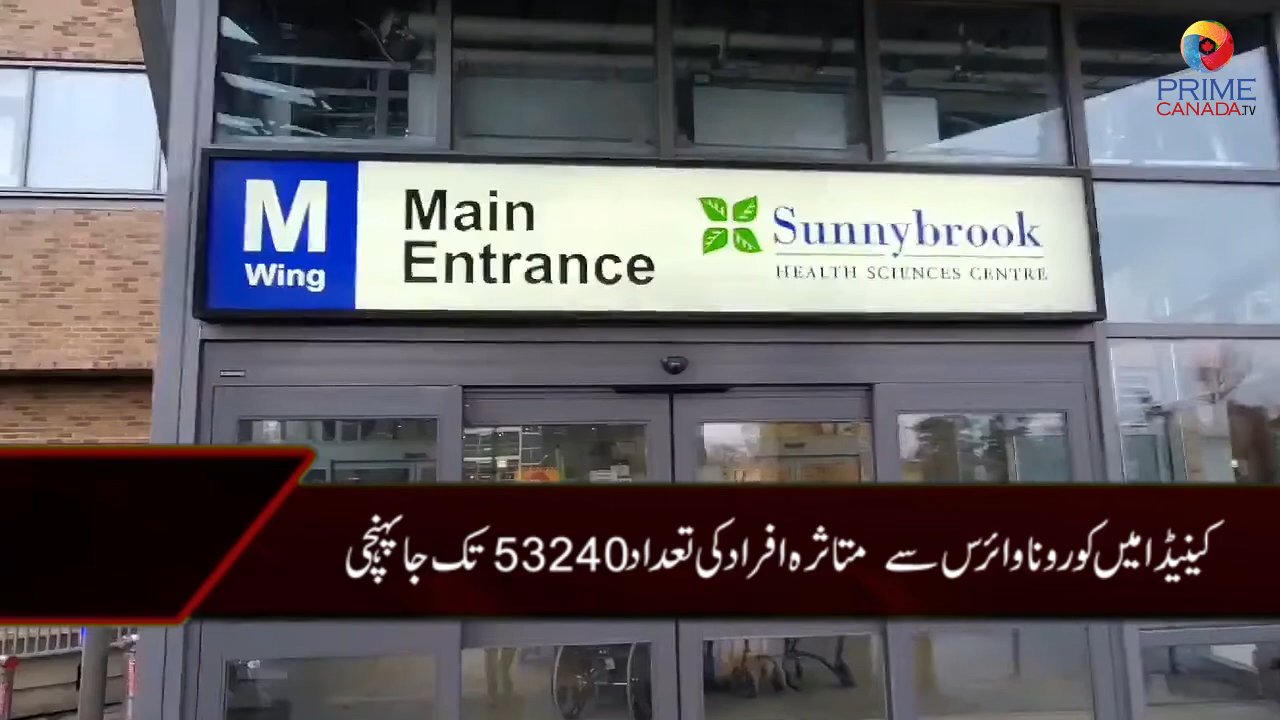 PRIME
CANADA.TV
M
Wing
Main
Entrance
Sunnybrook
HEALTH SCIENCES CENTRE
کینیڈا میں کورونا وائرس سے متاثرہ افراد کی تعداد 53240 تک جا پہنچی